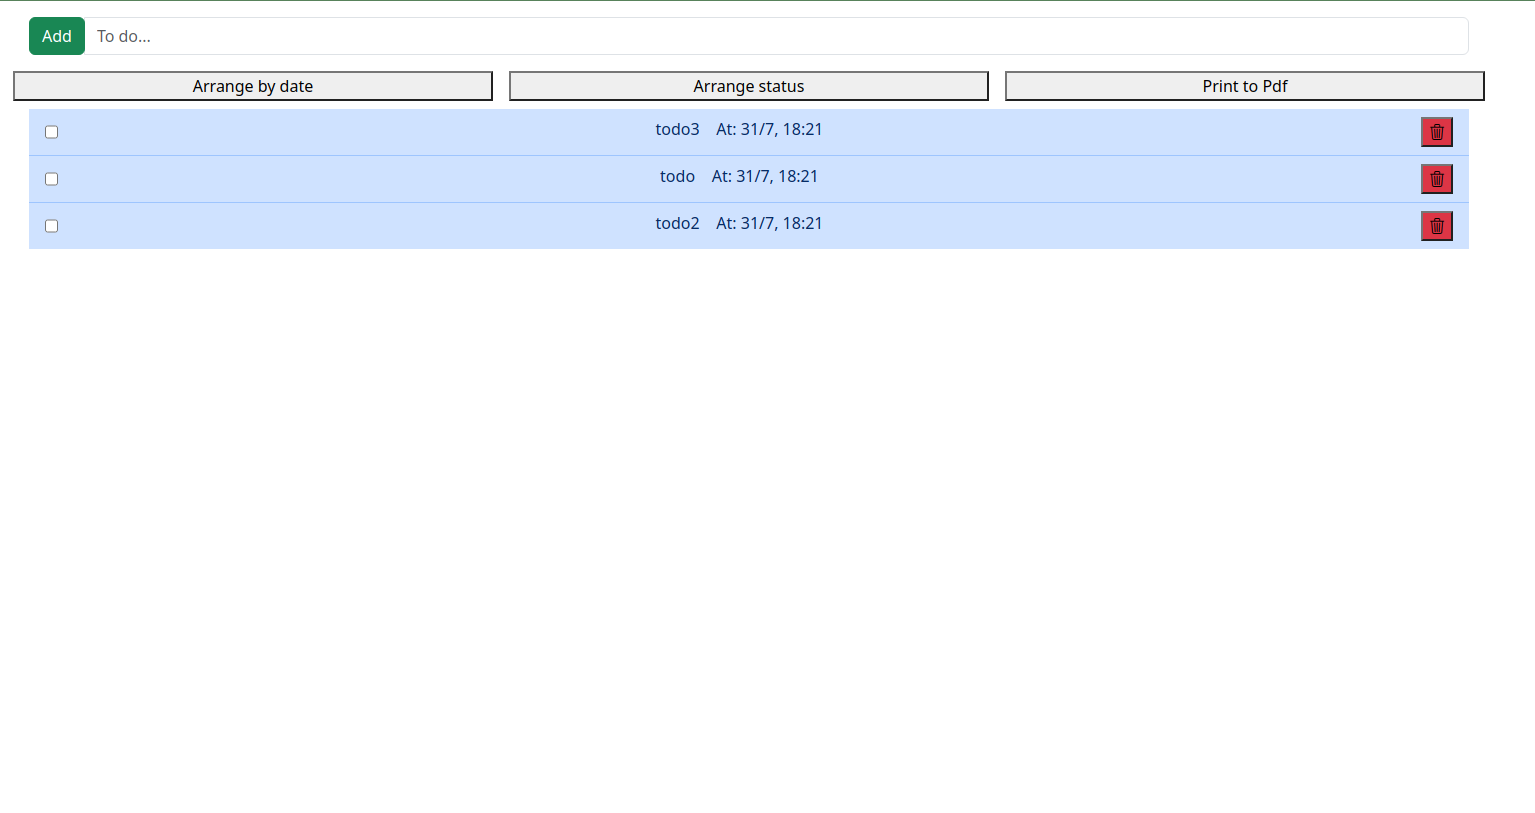 Add To do...
Arrange by date Arrange status Print to Pdf
todo3 At: 31/7, 18:21
todo At: 31/7, 18:21
todo2 At: 31/7, 18:21